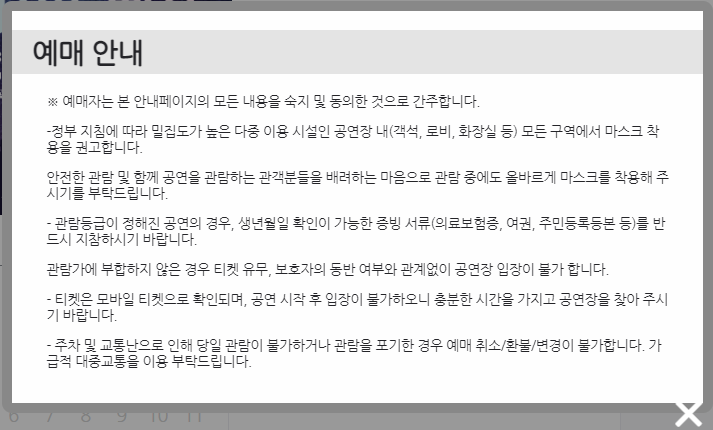 예매 안내
※ 예매자는 본 안내페이지의 모든 내용을 숙지 및 동의한 것으로 간주합니다.
-정부 지침에 따라 밀집도가 높은 다중 이용 시설인 공연장 내(객석, 로비, 화장실 등) 모든 구역에서 마스크 착
용을 권고합니다.
안전한 관람 및 함께 공연을 관람하는 관객분들을 배려하는 마음으로 관람 중에도 올바르게 마스크를 착용해 주
시기를 부탁드립니다.
- 관람등급이 정해진 공연의 경우, 생년월일 확인이 가능한 증빙 서류(의료보험증, 여권, 주민등록등본 등)를 반
드시 지참하시기 바랍니다.
관람가에 부합하지 않은 경우 티켓 유무, 보호자의 동반 여부와 관계없이 공연장 입장이 불가 합니다.
- 티켓은 모바일 티켓으로 확인되며, 공연 시작 후 입장이 불가하오니 충분한 시간을 가지고 공연장을 찾아 주시
기 바랍니다.
- 주차 및 교통난으로 인해 당일 관람이 불가하거나 관람을 포기한 경우 예매 취소/환불/변경이 불가합니다. 가
급적 대중교통을 이용 부탁드립니다.
6 7 8 9 10 11